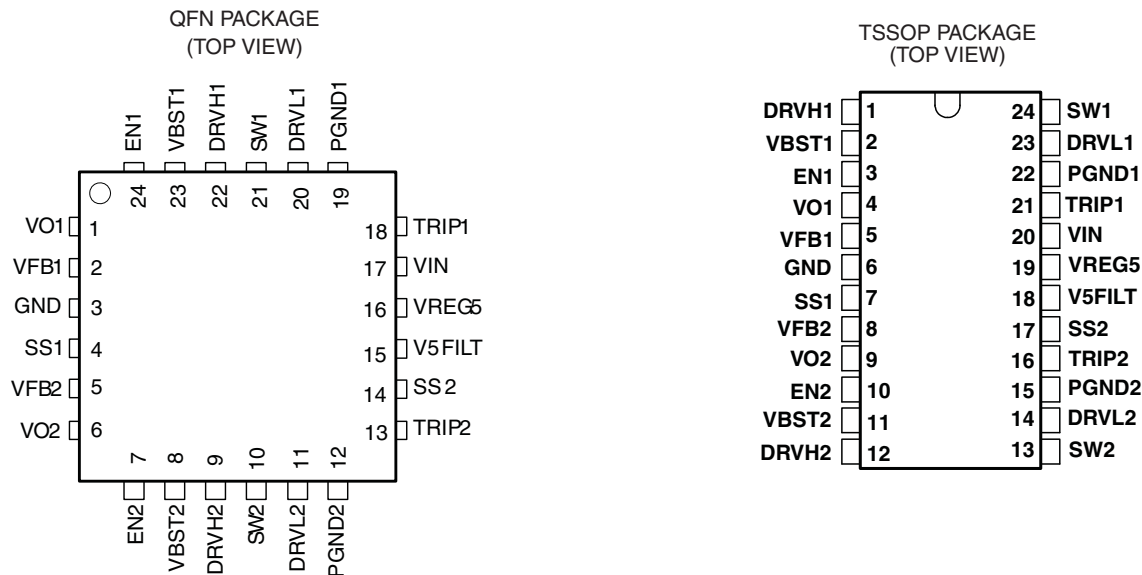 QFN PACKAGE
(TOP VIEW)
EN1
VBST1
DRVH1
SW1
DRVL1
PGND1
24
23
22
21
20
19
VO1 1
VFB1 2
GND 3
SS1 4
VFB2 5
VO2 6
18 TRIP1
17 VIN
16 VREG5
15 V5FILT
14 SS2
13 TRIP2
7
8
9
10
11
12
EN2
VBST2
DRVH2
SW2
DRVL2
PGND2
TSSOP PACKAGE
(TOP VIEW)
DRVH1 1 24 SW1
VBST1 2 23 DRVL1
EN1 3 22 PGND1
VO1 4 21 TRIP1
VFB1 5 20 VIN
GND 6 19 VREG5
SS1 7 18 V5FILT
VFB2 8 17 SS2
VO2 9 16 TRIP2
EN2 10 15 PGND2
VBST2 11 14 DRVL2
DRVH2 12 13 SW2